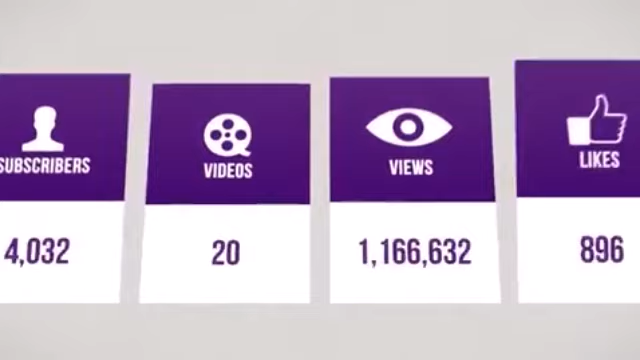 SUBSCRIBERS
4,032
VIDEOS
20
VIEWS
1,166,632
LIKES
896